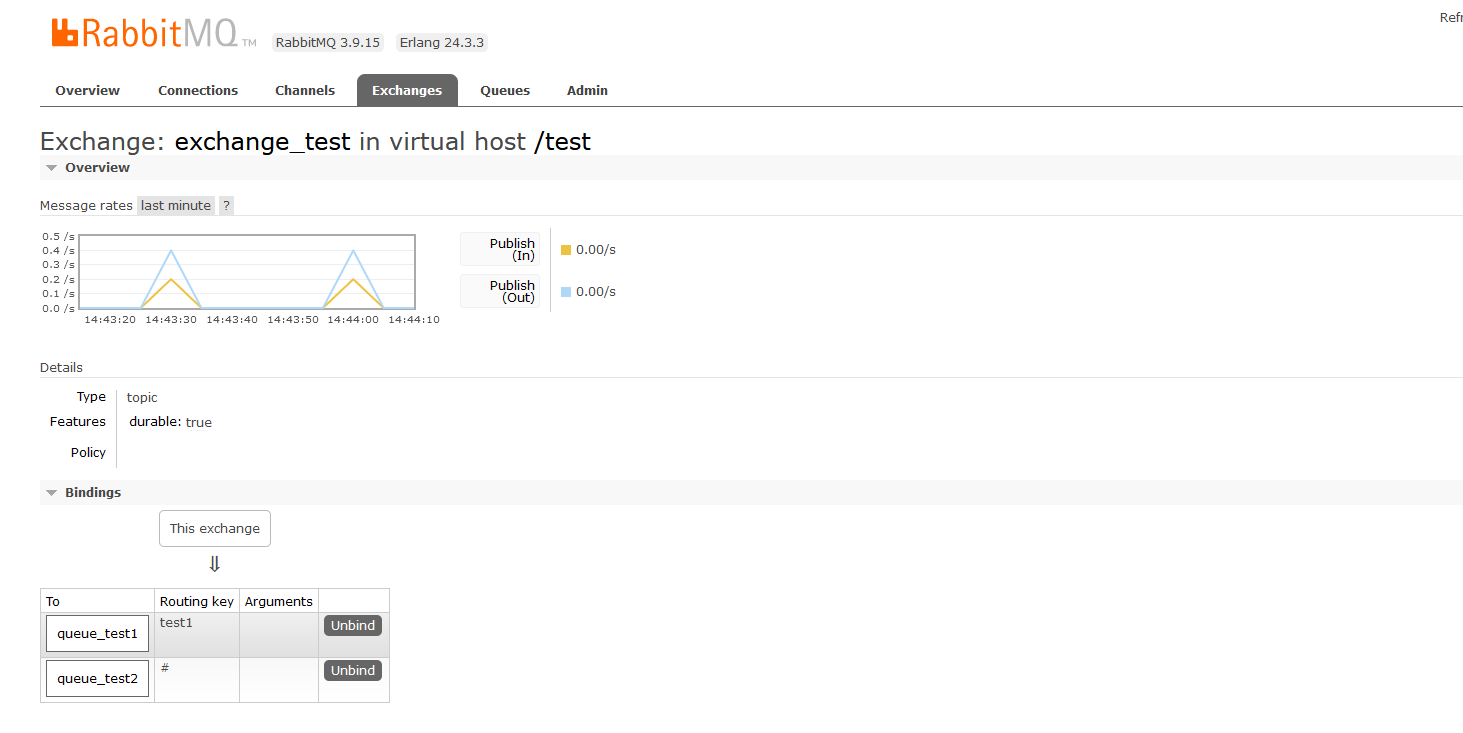 Refr
RabbitMQ TM RabbitMQ 3.9.15 Erlang 24.3.3
Overview Connections Channels Exchanges Queues Admin
Exchange: exchange_test in virtual host /test
Overview
Message rates last minute ?
0.5 /s
0.4 /s
0.3 /s
0.2 /s
0.1 /s
0.0 /s
14:43:20 14:43:30 14:43:40 14:43:50 14:44:00 14:44:10
Publish
(In)
0.00/s
Publish
(Out)
0.00/s
Details
Type topic
Features durable: true
Policy
Bindings
This exchange
⇓
To Routing key Arguments
queue_test1 test1 Unbind
queue_test2 # Unbind